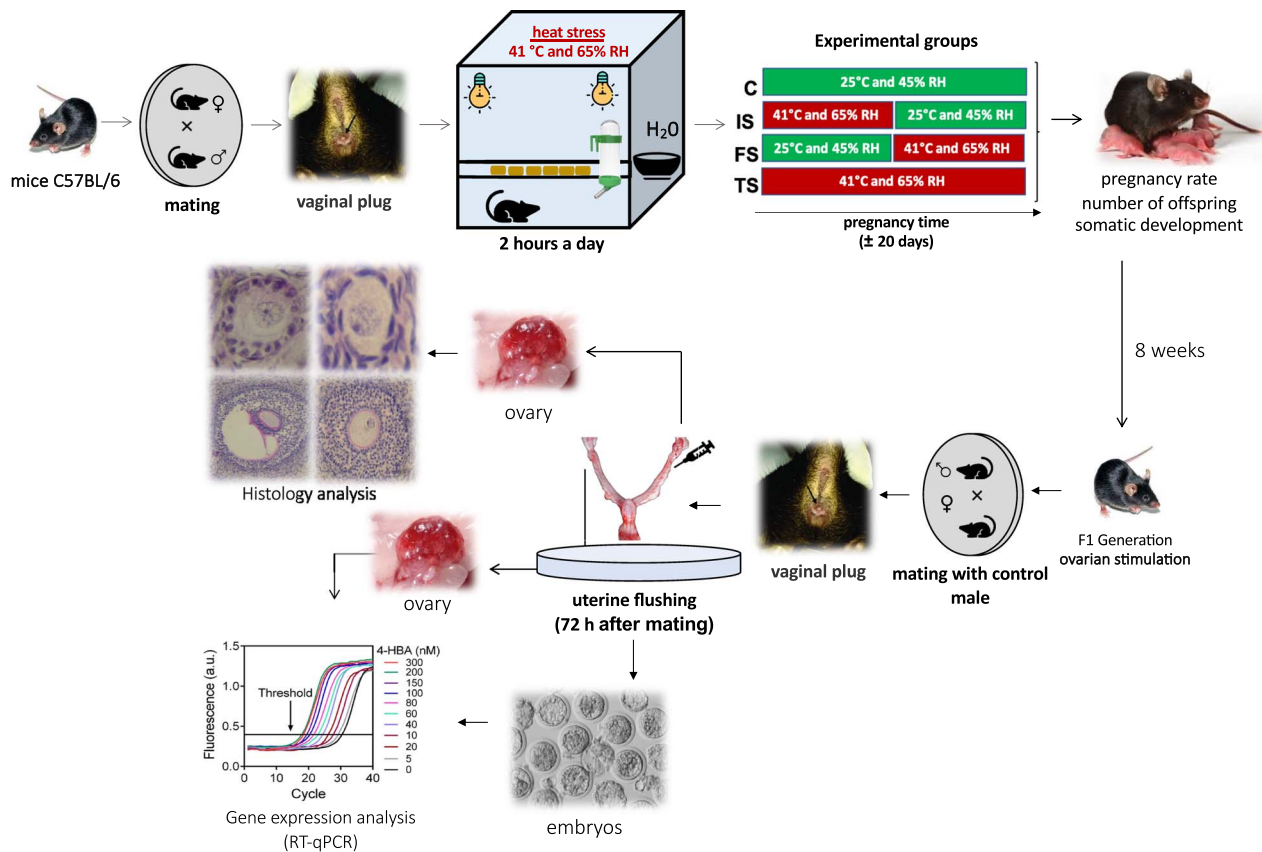 mice C57BL/6
♀
×
♂
mating
vaginal plug
heat stress
41 °C and 65% RH
H₂0
2 hours a day
Experimental groups
C
25°C and 45% RH
IS
41°C and 65% RH
25°C and 45% RH
FS
25°C and 45% RH
41°C and 65% RH
TS
41°C and 65% RH
pregnancy time
(± 20 days)
pregnancy rate
number of offspring
somatic development
8 weeks
F1 Generation
ovarian stimulation
♂
♀
×
mating with control
male
vaginal plug
uterine flushing
(72 h after mating)
ovary
Histology analysis
ovary
embryos
Fluorescence (a.u.)
1.5
1.0
0.5
0.0
Threshold
0
10
20
30
40
Cycle
4-HBA (nM)
300
200
150
100
80
60
40
10
20
5
0
Gene expression analysis
(RT-qPCR)